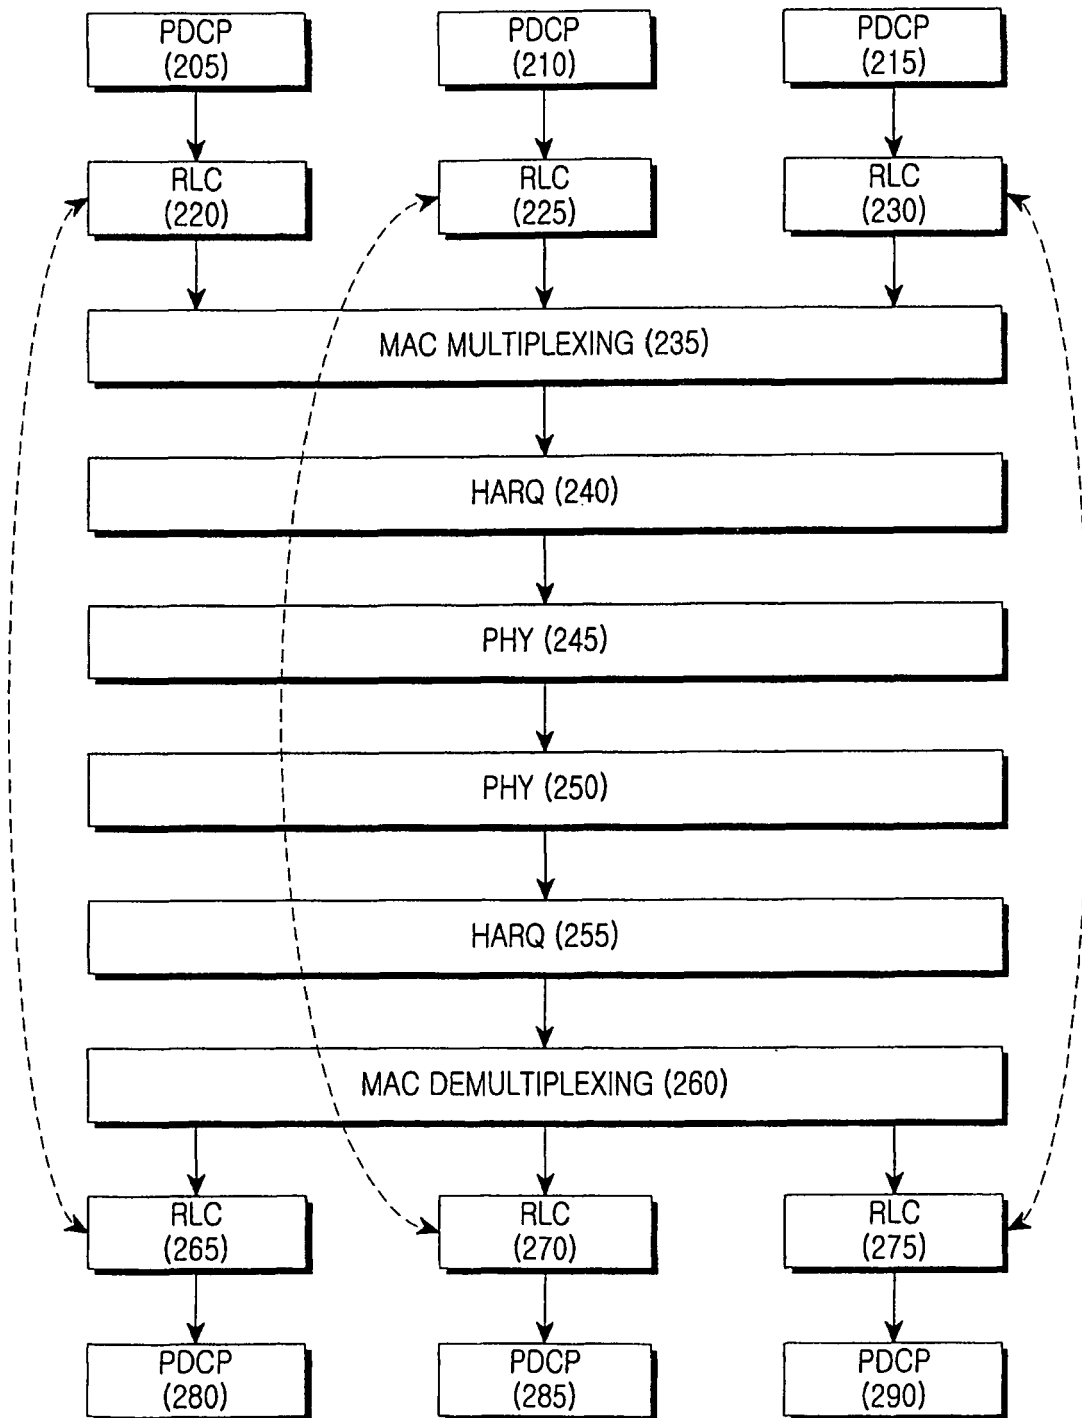 PDCP
(205)
PDCP
(210)
PDCP
(215)
RLC
(220)
RLC
(225)
RLC
(230)
MAC MULTIPLEXING (235)
HARQ (240)
PHY (245)
PHY (250)
HARQ (255)
MAC DEMULTIPLEXING (260)
RLC
(265)
RLC
(270)
RLC
(275)
PDCP
(280)
PDCP
(285)
PDCP
(290)